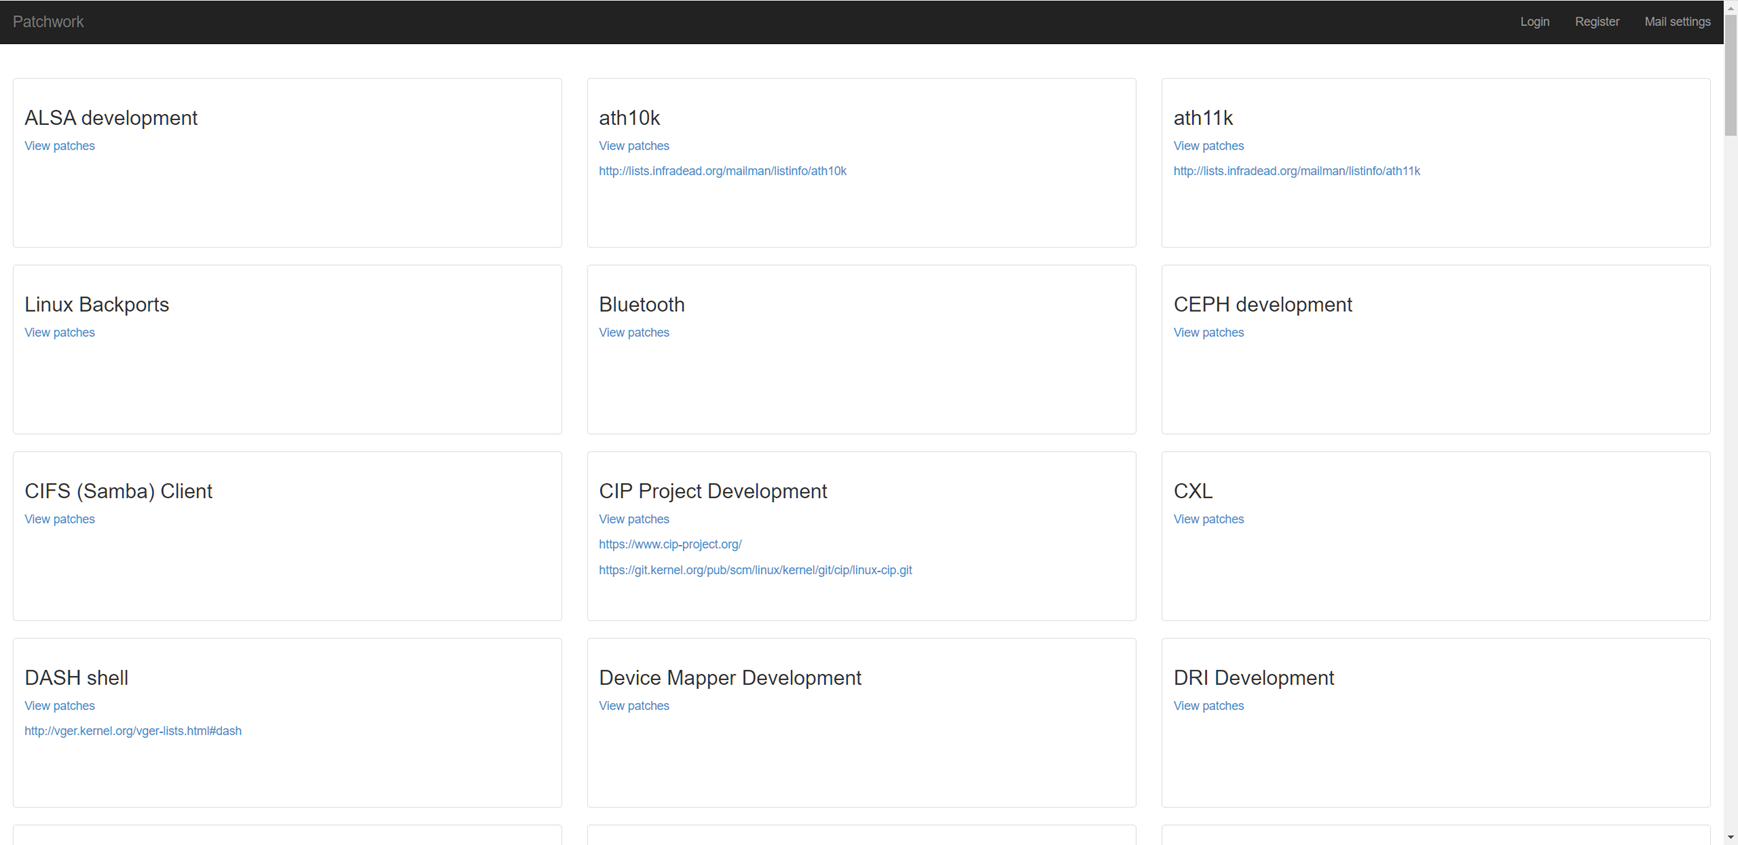 Patchwork
Login Register Mail settings
ALSA development
View patches
ath10k
View patches
http://lists.infradead.org/mailman/listinfo/ath10k
ath11k
View patches
http://lists.infradead.org/mailman/listinfo/ath11k
Linux Backports
View patches
Bluetooth
View patches
CEPH development
View patches
CIFS (Samba) Client
View patches
CIP Project Development
View patches
https://www.cip-project.org/
https://git.kernel.org/pub/scm/linux/kernel/git/cip/linux-cip.git
CXL
View patches
DASH shell
View patches
http://vger.kernel.org/vger-lists.html#dash
Device Mapper Development
View patches
DRI Development
View patches